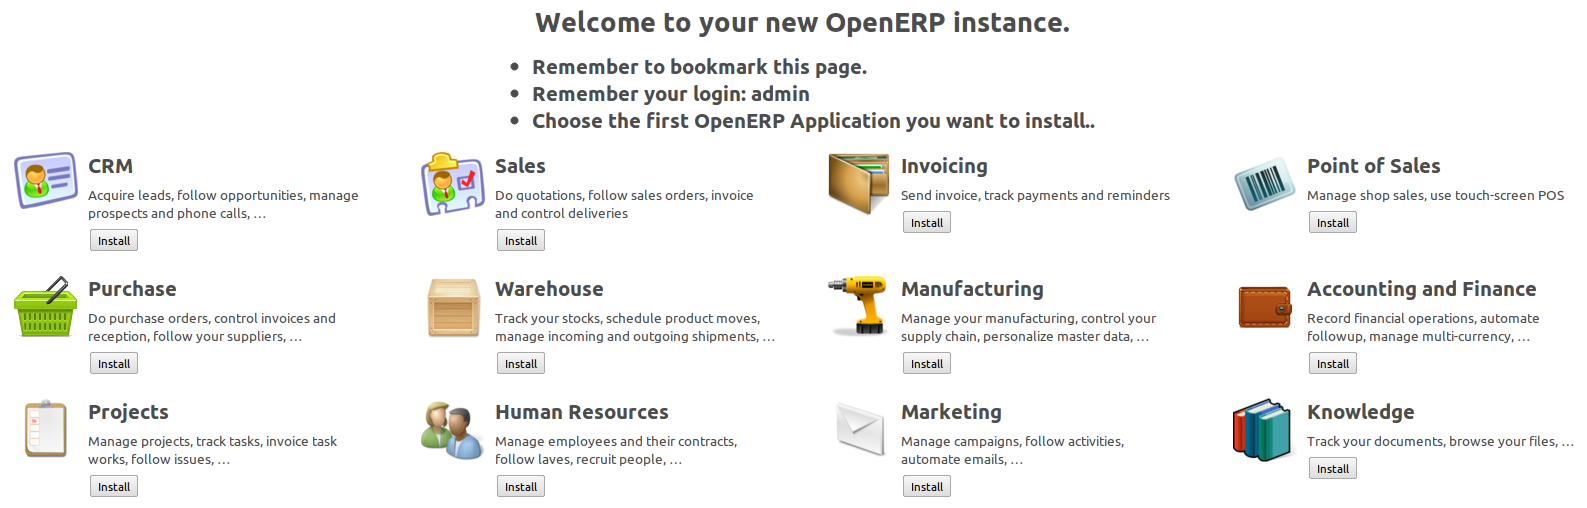 Welcome to your new OpenERP instance.
• Remember to bookmark this page.
• Remember your login: admin
• Choose the first OpenERP Application you want to install..
CRM
Acquire leads, follow opportunities, manage
prospects and phone calls, ...
Install
Sales
Do quotations, follow sales orders, invoice
and control deliveries
Install
Invoicing
Send invoice, track payments and reminders
Install
Point of Sales
Manage shop sales, use touch-screen POS
Install
Purchase
Do purchase orders, control invoices and
reception, follow your suppliers, ...
Install
Warehouse
Track your stocks, schedule product moves,
manage incoming and outgoing shipments, ...
Install
Manufacturing
Manage your manufacturing, control your
supply chain, personalize master data, ...
Install
Accounting and Finance
Record financial operations, automate
followup, manage multi-currency, ...
Install
Projects
Manage projects, track tasks, invoice task
works, follow issues, ...
Install
Human Resources
Manage employees and their contracts,
follow laves, recruit people, ...
Install
Marketing
Manage campaigns, follow activities,
automate emails, ...
Install
Knowledge
Track your documents, browse your files, ...
Install